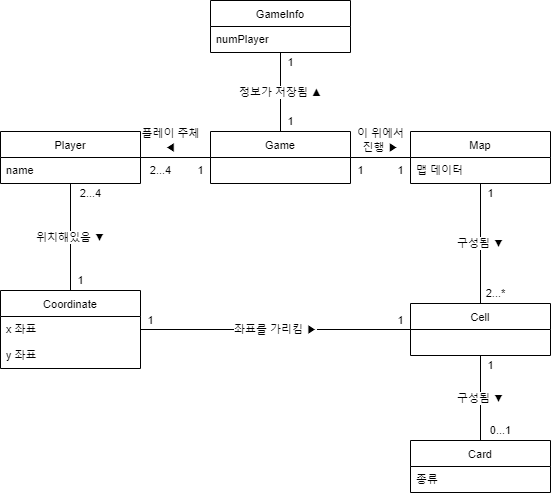 GameInfo
numPlayer
1
정보가 저장됨 ▲
1
Player
name
플레이 주체
◀
2...4
1
Game
이 위에서
진행 ▶
1
1
Map
맵 데이터
2...4
위치해있음 ▼
1
1
구성됨 ▼
2...*
Coordinate
x 좌표
y 좌표
1
좌표를 가리킴 ▶
1
Cell
1
구성됨 ▼
0...1
Card
종류